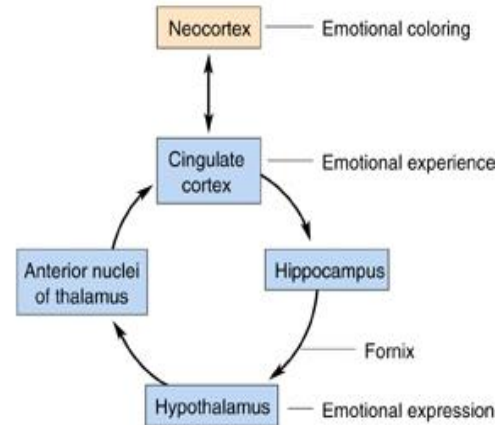 Neocortex
Emotional coloring
Cingulate
cortex
Emotional experience
Anterior nuclei
of thalamus
Hippocampus
Fornix
Hypothalamus
Emotional expression